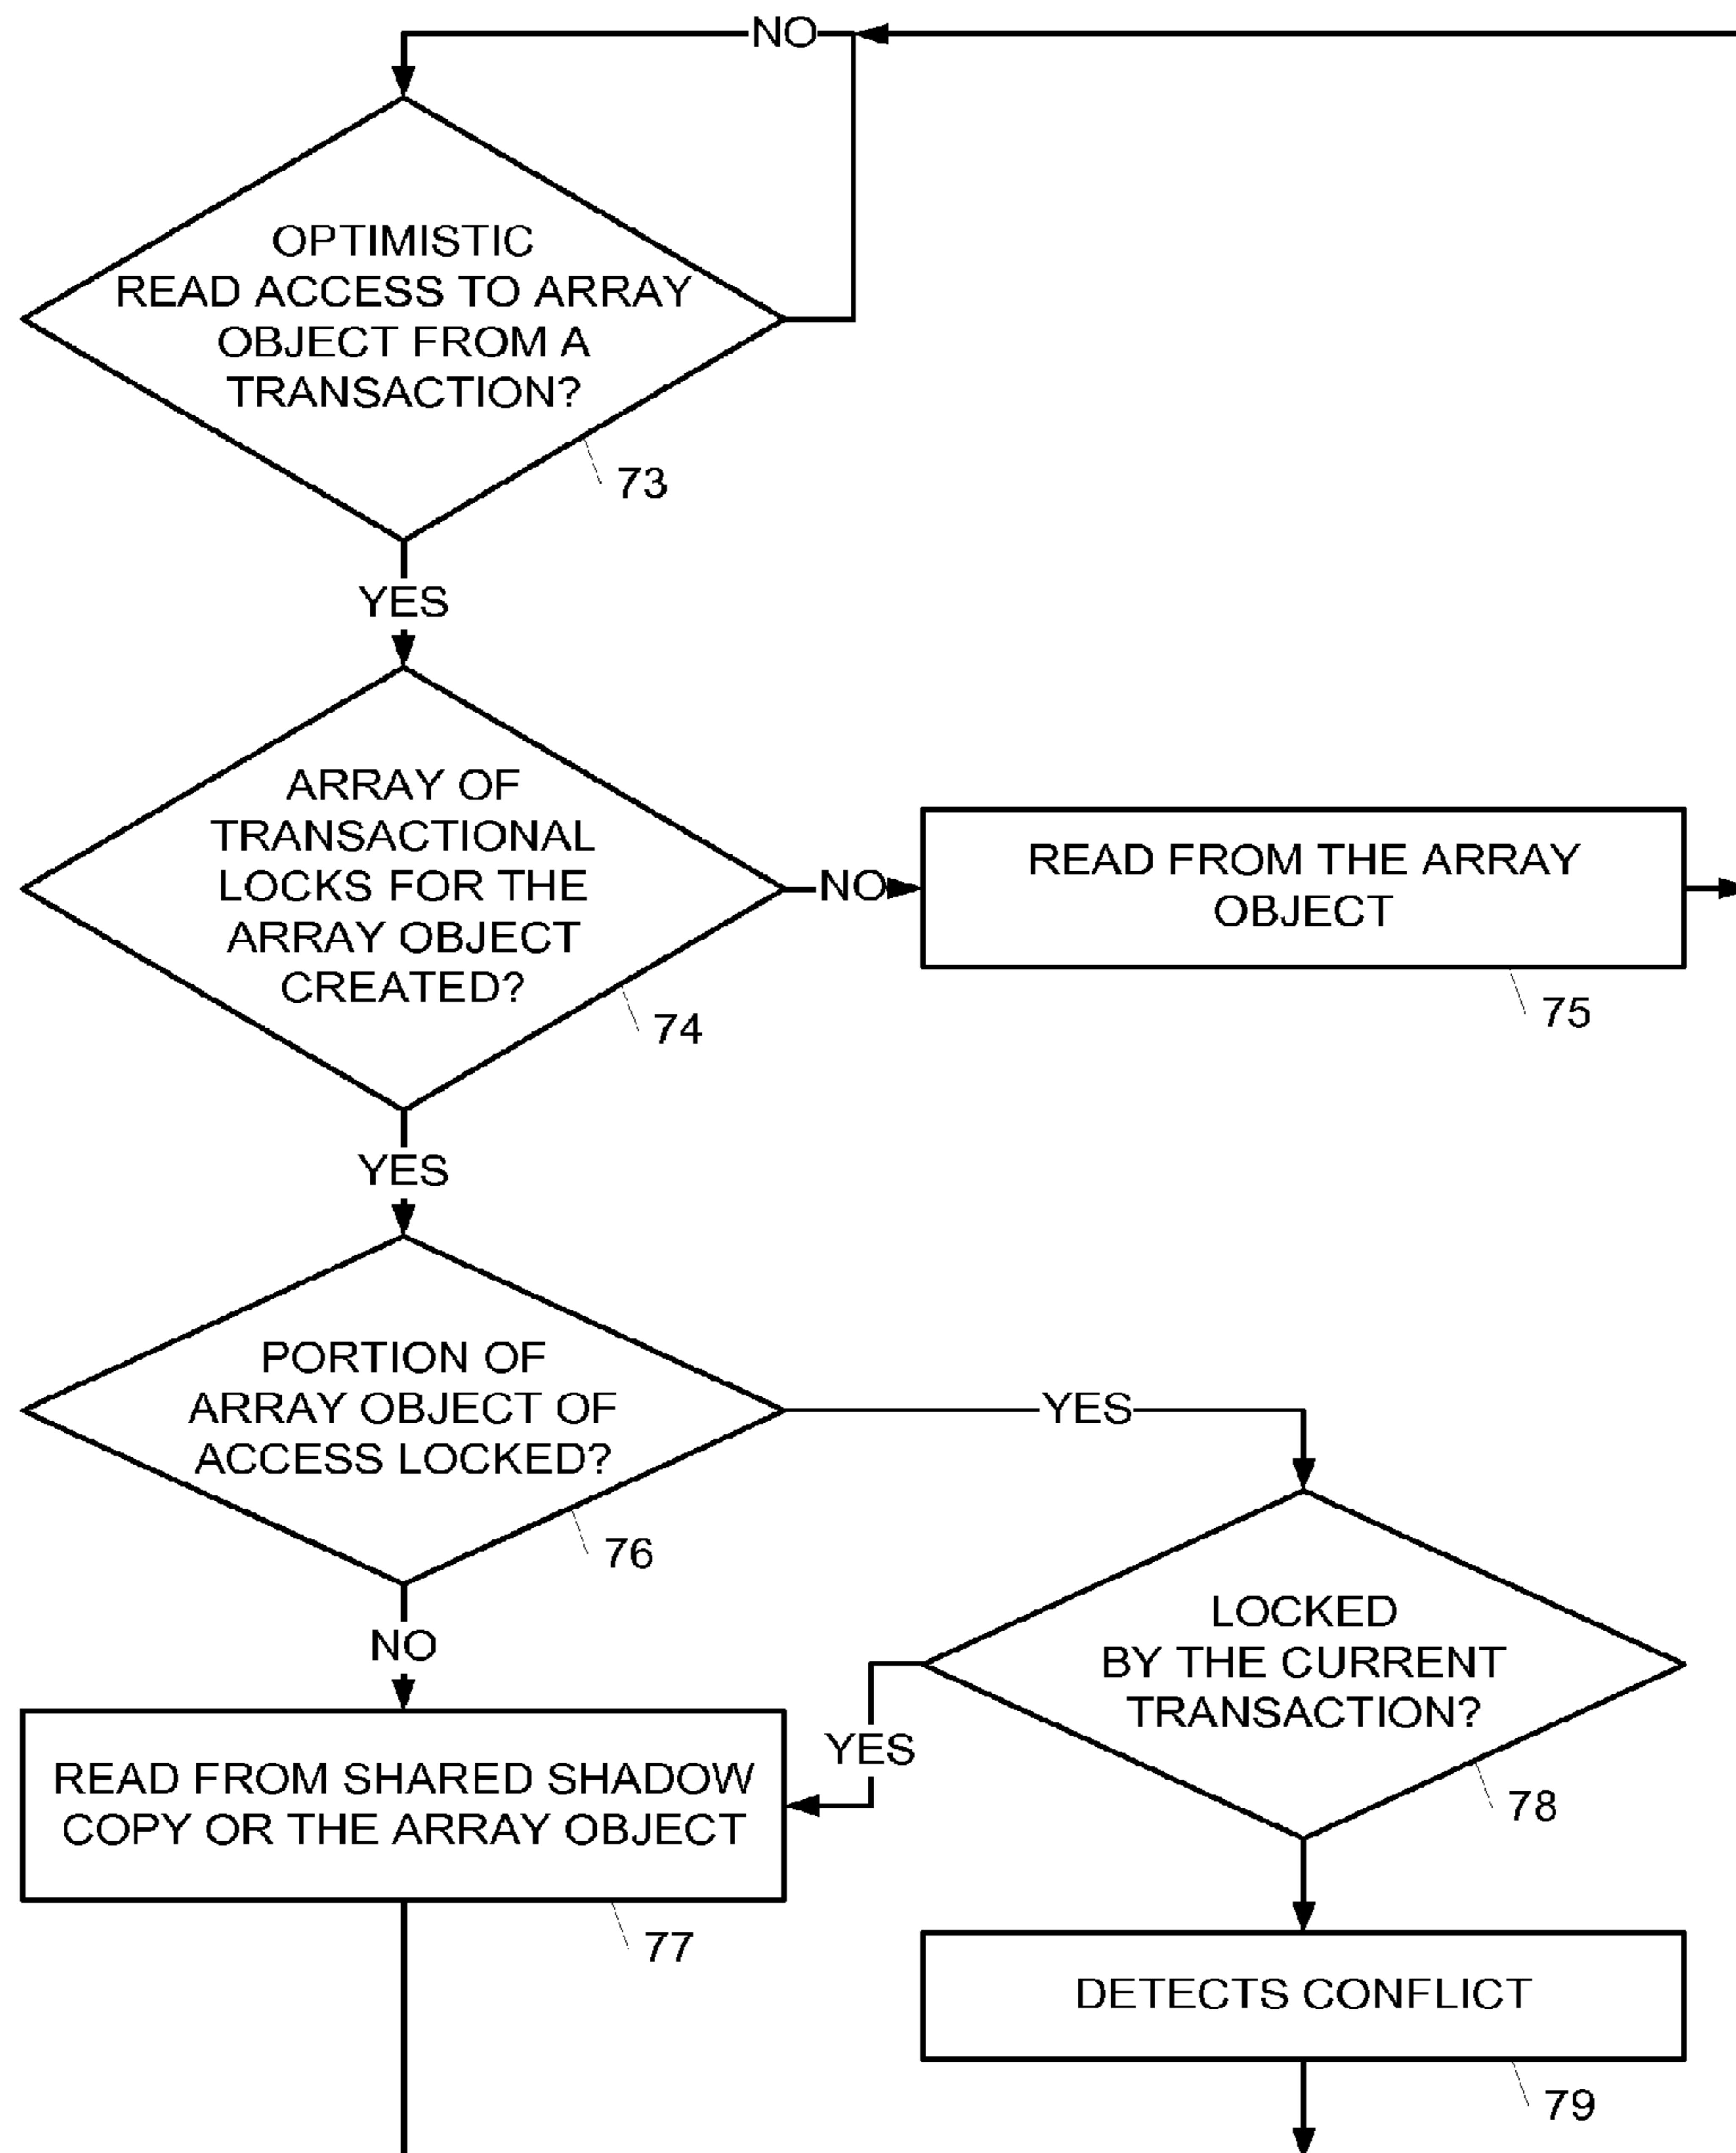 NO
OPTIMISTIC
READ ACCESS TO ARRAY
OBJECT FROM A
TRANSACTION?
73
YES
ARRAY OF
TRANSACTIONAL
LOCKS FOR THE
ARRAY OBJECT
CREATED?
74
NO
READ FROM THE ARRAY
OBJECT
75
YES
PORTION OF
ARRAY OBJECT OF
ACCESS LOCKED?
76
YES
NO
LOCKED
BY THE CURRENT
TRANSACTION?
78
YES
READ FROM SHARED SHADOW
COPY OR THE ARRAY OBJECT
77
DETECTS CONFLICT
79